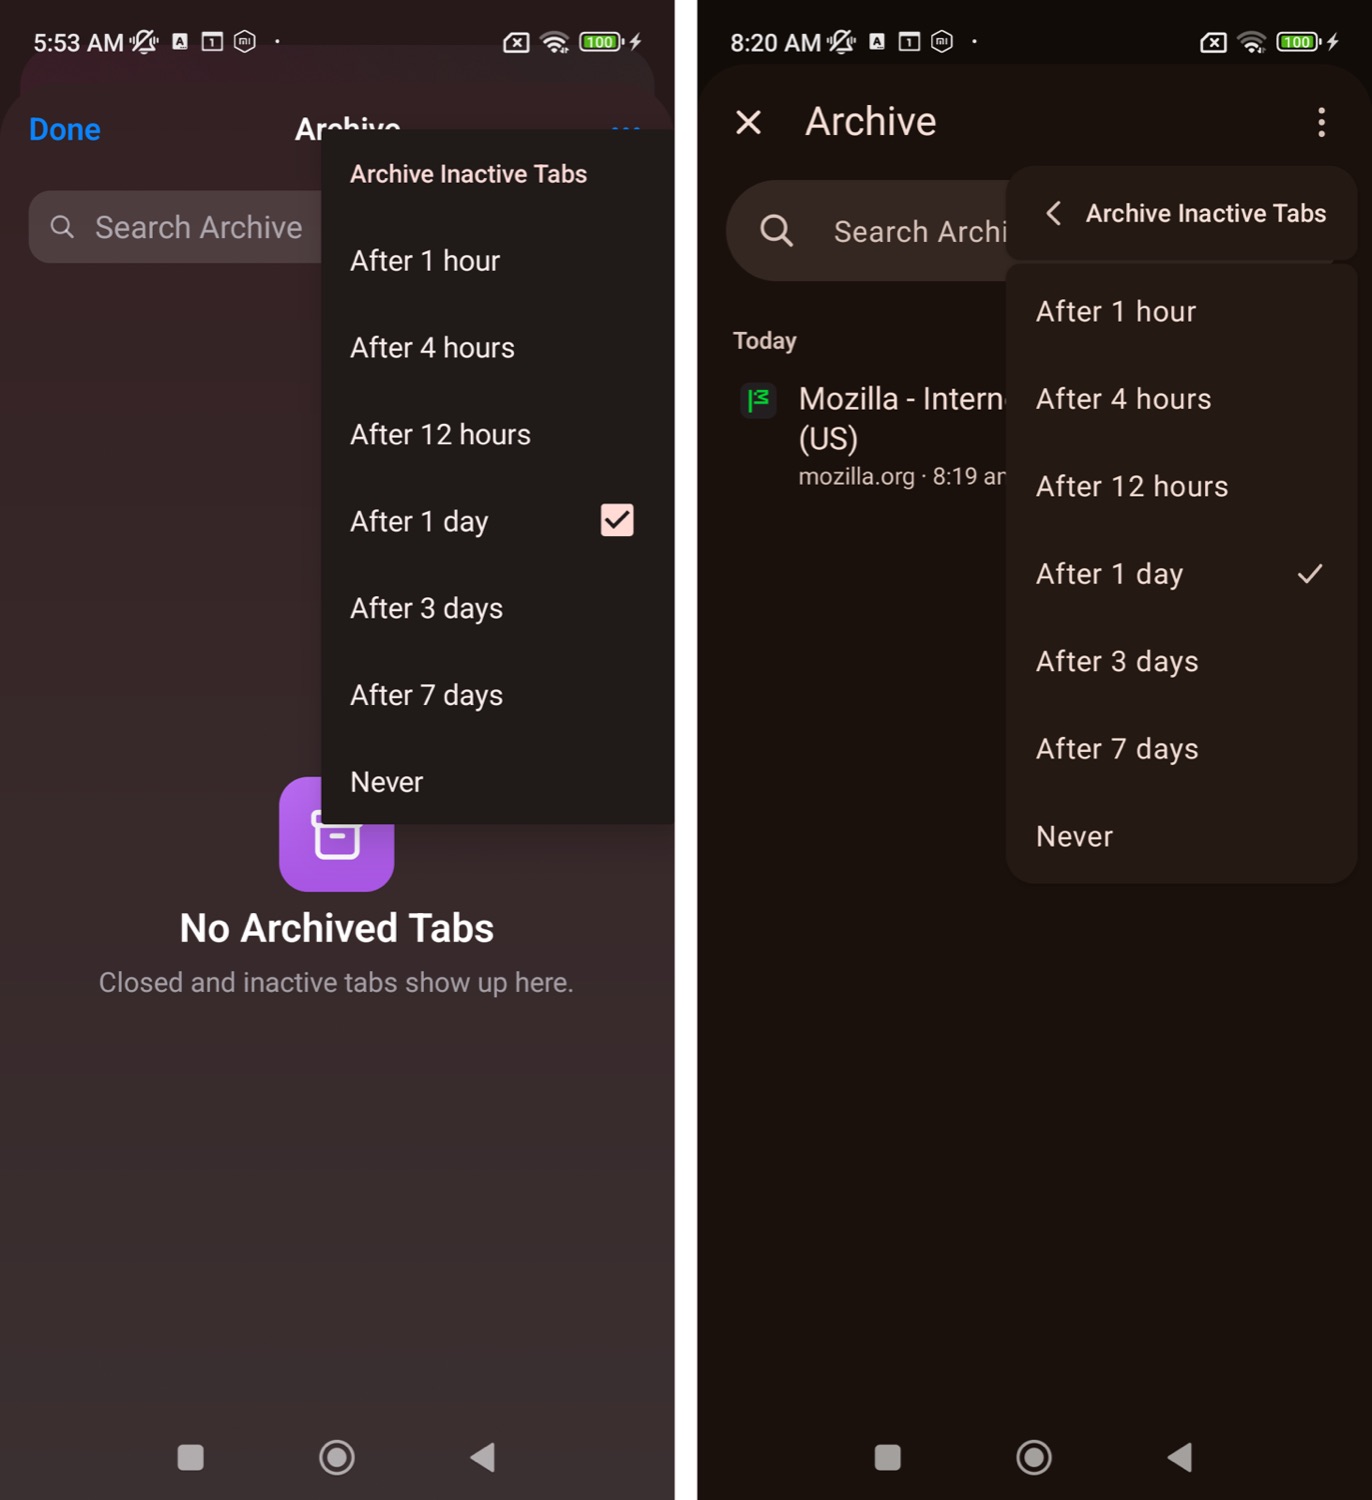 5:53 AM
100
Done
Archive
...
Archive Inactive Tabs
Search Archive
After 1 hour
After 4 hours
After 12 hours
After 1 day
After 3 days
After 7 days
Never
No Archived Tabs
Closed and inactive tabs show up here.
8:20 AM
100
Archive
Search Archi
Archive Inactive Tabs
Today
Mozilla - Intern
(US)
mozilla.org · 8:19 a
After 1 hour
After 4 hours
After 12 hours
After 1 day
After 3 days
After 7 days
Never